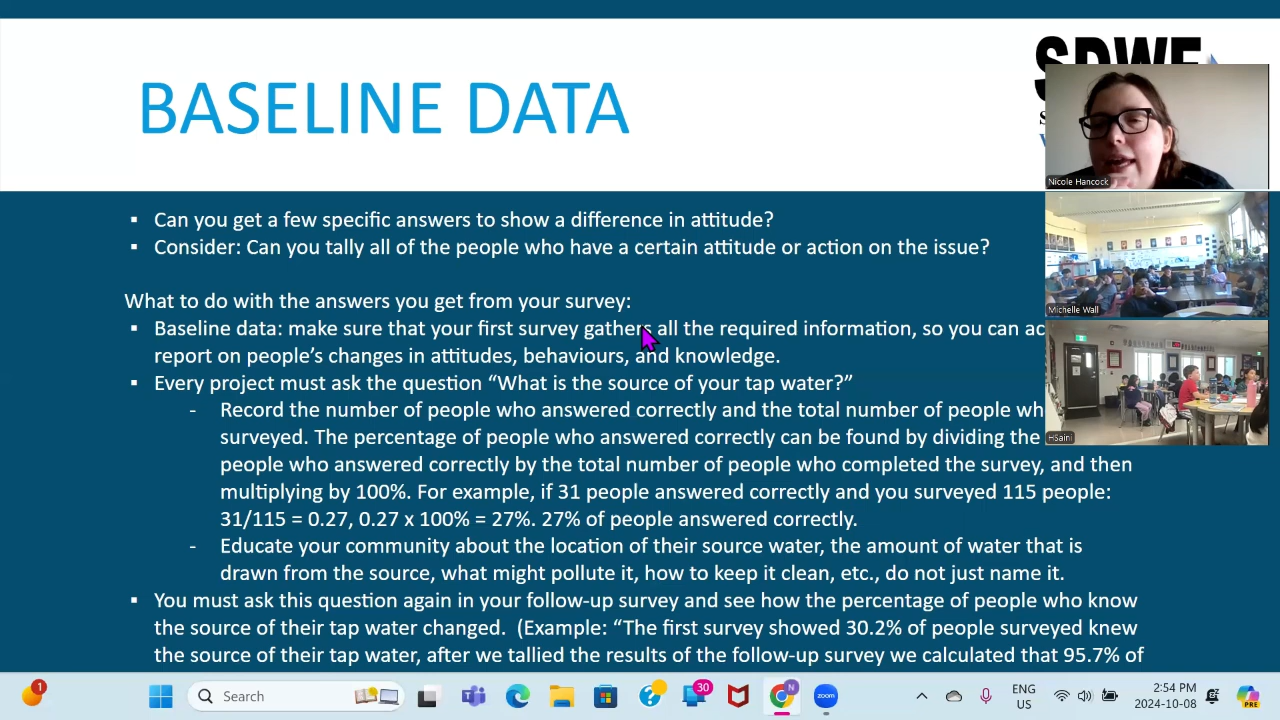 BASELINE DATA
SDWF
Nicole Hancock
Michelle Wall
HSaini
▪ Can you get a few specific answers to show a difference in attitude?
▪ Consider: Can you tally all of the people who have a certain attitude or action on the issue?
What to do with the answers you get from your survey:
▪ Baseline data: make sure that your first survey gathers all the required information, so you can
report on people’s changes in attitudes, behaviours, and knowledge.
▪ Every project must ask the question “What is the source of your tap water?”
- Record the number of people who answered correctly and the total number of people
surveyed. The percentage of people who answered correctly can be found by dividing the
people who answered correctly by the total number of people who completed the survey, and then
multiplying by 100%. For example, if 31 people answered correctly and you surveyed 115 people:
31/115 = 0.27, 0.27 x 100% = 27%. 27% of people answered correctly.
- Educate your community about the location of their source water, the amount of water that is
drawn from the source, what might pollute it, how to keep it clean, etc., do not just name it.
▪ You must ask this question again in your follow-up survey and see how the percentage of people who know
the source of their tap water changed. (Example: “The first survey showed 30.2% of people surveyed knew
the source of their tap water, after we tallied the results of the follow-up survey we calculated that 95.7% of
1
Search
30
N
zoom
PRE
ENG
US
2:54 PM
2024-10-08